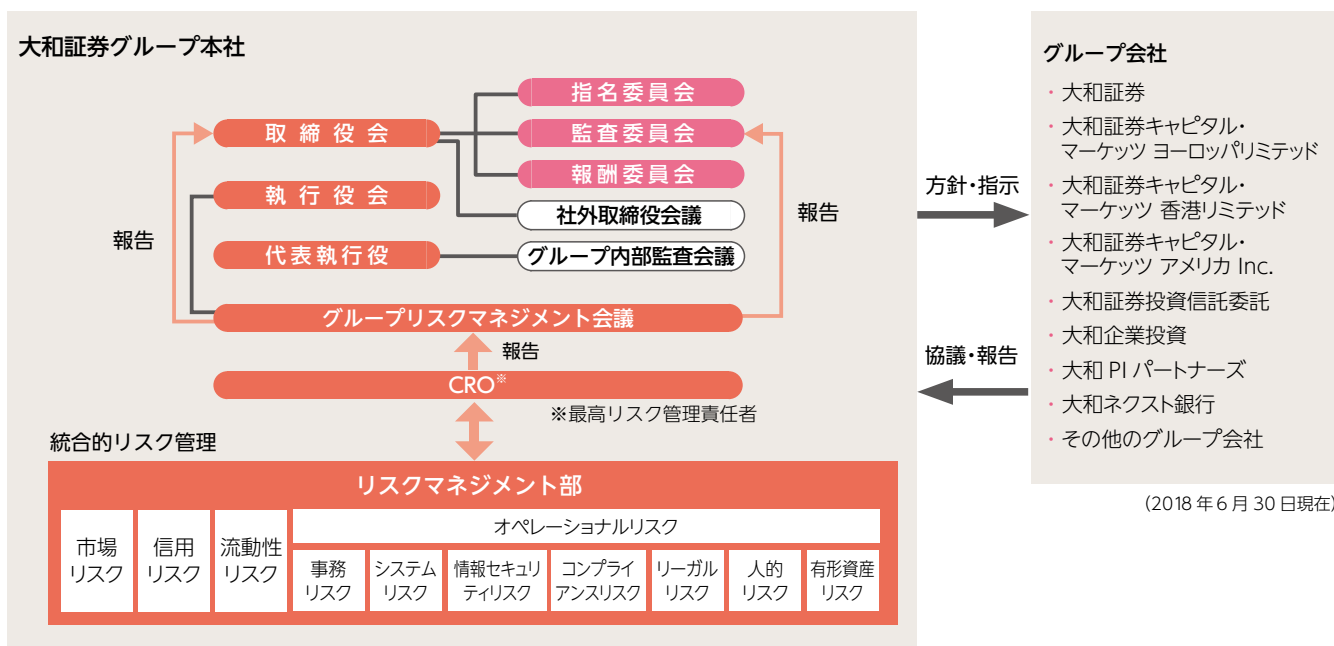 大和証券グループ本社
指名委員会
取締役会
監査委員会
報酬委員会
執行役会
社外取締役会議
報告
報告
代表執行役
グループ内部監査会議
グループリスクマネジメント会議
報告
CRO※
※最高リスク管理責任者
統合的リスク管理
リスクマネジメント部
市場
リスク
信用
リスク
流動性
リスク
オペレーショナルリスク
事務
リスク
システム
リスク
情報セキュリ
ティリスク
コンプライ
アンスリスク
リーガル
リスク
人的
リスク
有形資産
リスク
方針・指示
協議・報告
グループ会社
・大和証券
・大和証券キャピタル・
マーケッツ ヨーロッパリミテッド
・大和証券キャピタル・
マーケッツ 香港リミテッド
・大和証券キャピタル・
マーケッツ アメリカ Inc.
・大和証券投資信託委託
・大和企業投資
・大和 PI パートナーズ
・大和ネクスト銀行
・その他のグループ会社
(2018年6月30日現在)